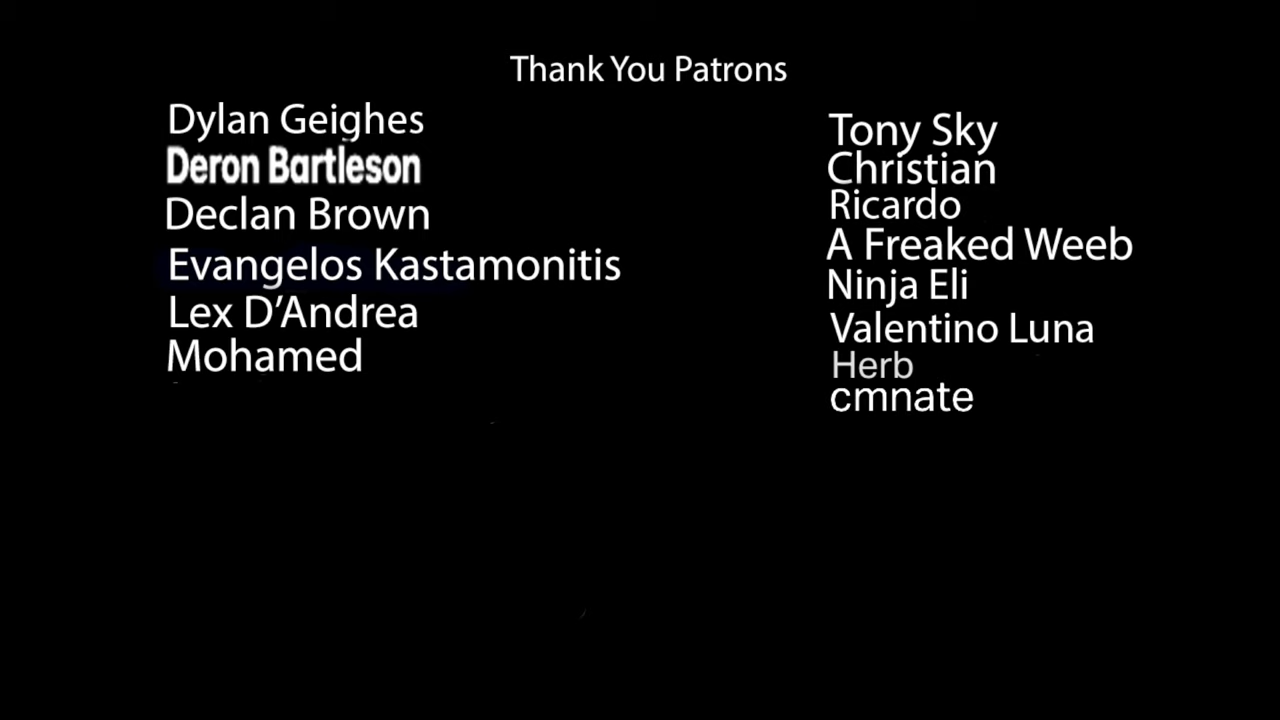 Thank You Patrons
Dylan Geighes
Deron Bartleson
Declan Brown
Evangelos Kastamonitis
Lex D’Andrea
Mohamed
Tony Sky
Christian
Ricardo
A Freaked Weeb
Ninja Eli
Valentino Luna
Herb
cmnate